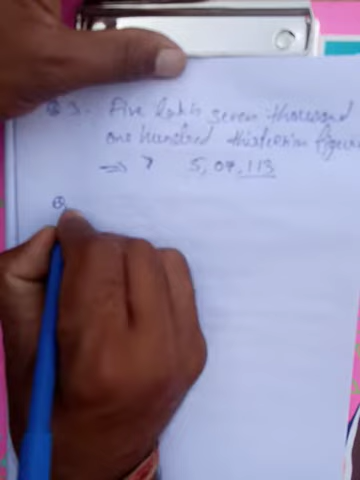 Q3. Five lakh seven thousand
one hundred thirteen in figure
⇒ ? 5,07,113
Q